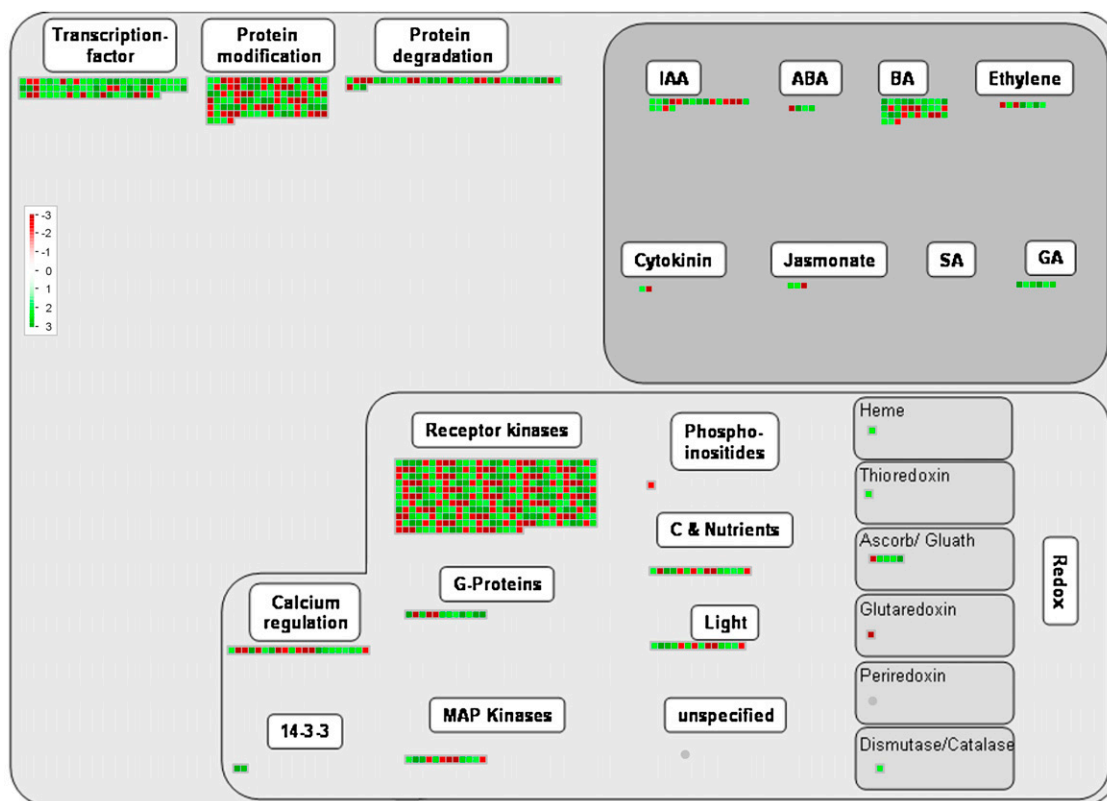 Transcription-
factor
Protein
modification
Protein
degradation
IAA
ABA
BA
Ethylene
-3
-2
-1
0
1
2
3
Cytokinin
Jasmonate
SA
GA
Receptor kinases
Phospho-
inositides
Heme
Thioredoxin
C & Nutrients
Ascorb/ Gluath
Redox
G-Proteins
Calcium
regulation
Light
Glutaredoxin
Periredoxin
14-3-3
MAP Kinases
unspecified
Dismutase/Catalase